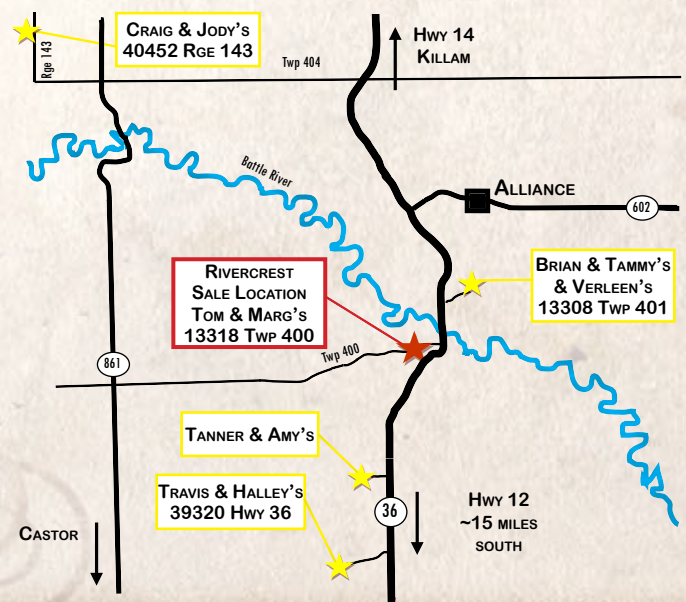 Craig & Jody's
40452 Rge 143
Rge 143
Twp 404
Hwy 14
Killam
Battle River
Alliance
602
Rivercrest
Sale Location
Tom & Marg's
13318 Twp 400
Brian & Tammy's
& Verleen's
13308 Twp 401
Twp 400
861
Tanner & Amy's
Travis & Halley's
39320 Hwy 36
36
Hwy 12
~15 miles
south
Castor